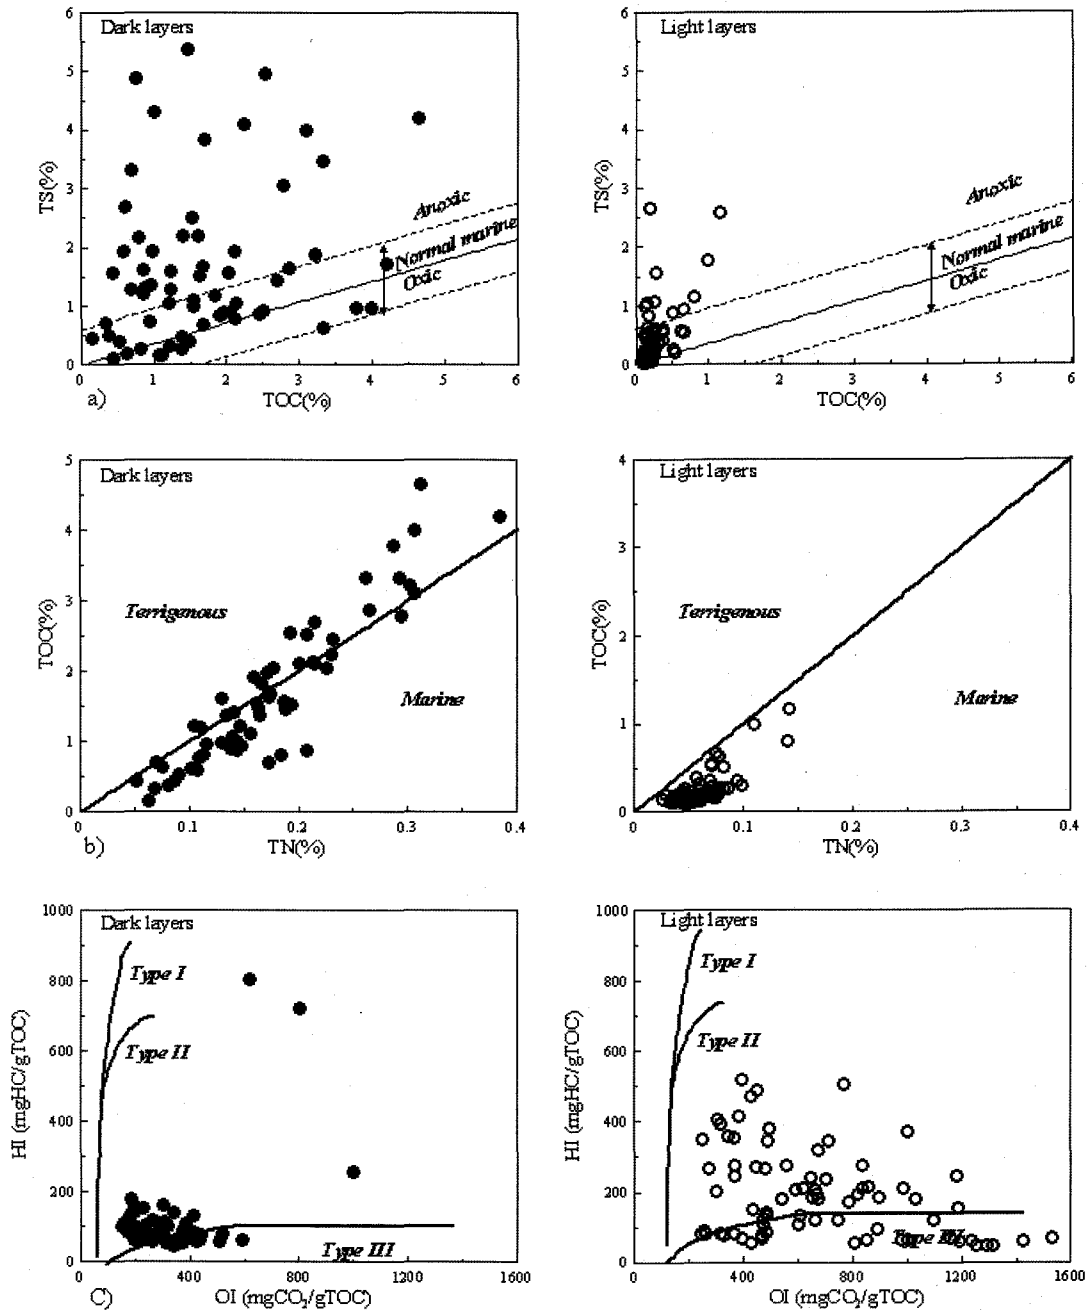 Dark layers
6
5
4
3
2
1
0
TS(%)
Anoxic
Normal marine
Oxic
0 1 2 3 4 5 6
TOC(%)
a)
Light layers
6
5
4
3
2
1
0
TS(%)
Anoxic
Normal marine
Oxic
0 1 2 3 4 5 6
TOC(%)
Dark layers
5
4
3
2
1
0
TOC(%)
Terrigenous
Marine
0 0.1 0.2 0.3 0.4
TN(%)
b)
Light layers
4
3
2
1
0
TOC(%)
Terrigenous
Marine
0 0.1 0.2 0.3 0.4
TN(%)
Dark layers
1000
800
600
400
200
0
HI (mgHC/gTOC)
Type I
Type II
Type III
0 400 800 1200 1600
OI (mgCO₂/gTOC)
C)
Light layers
1000
800
600
400
200
0
HI (mgHC/gTOC)
Type I
Type II
Type III
0 400 800 1200 1600
OI (mgCO₂/gTOC)